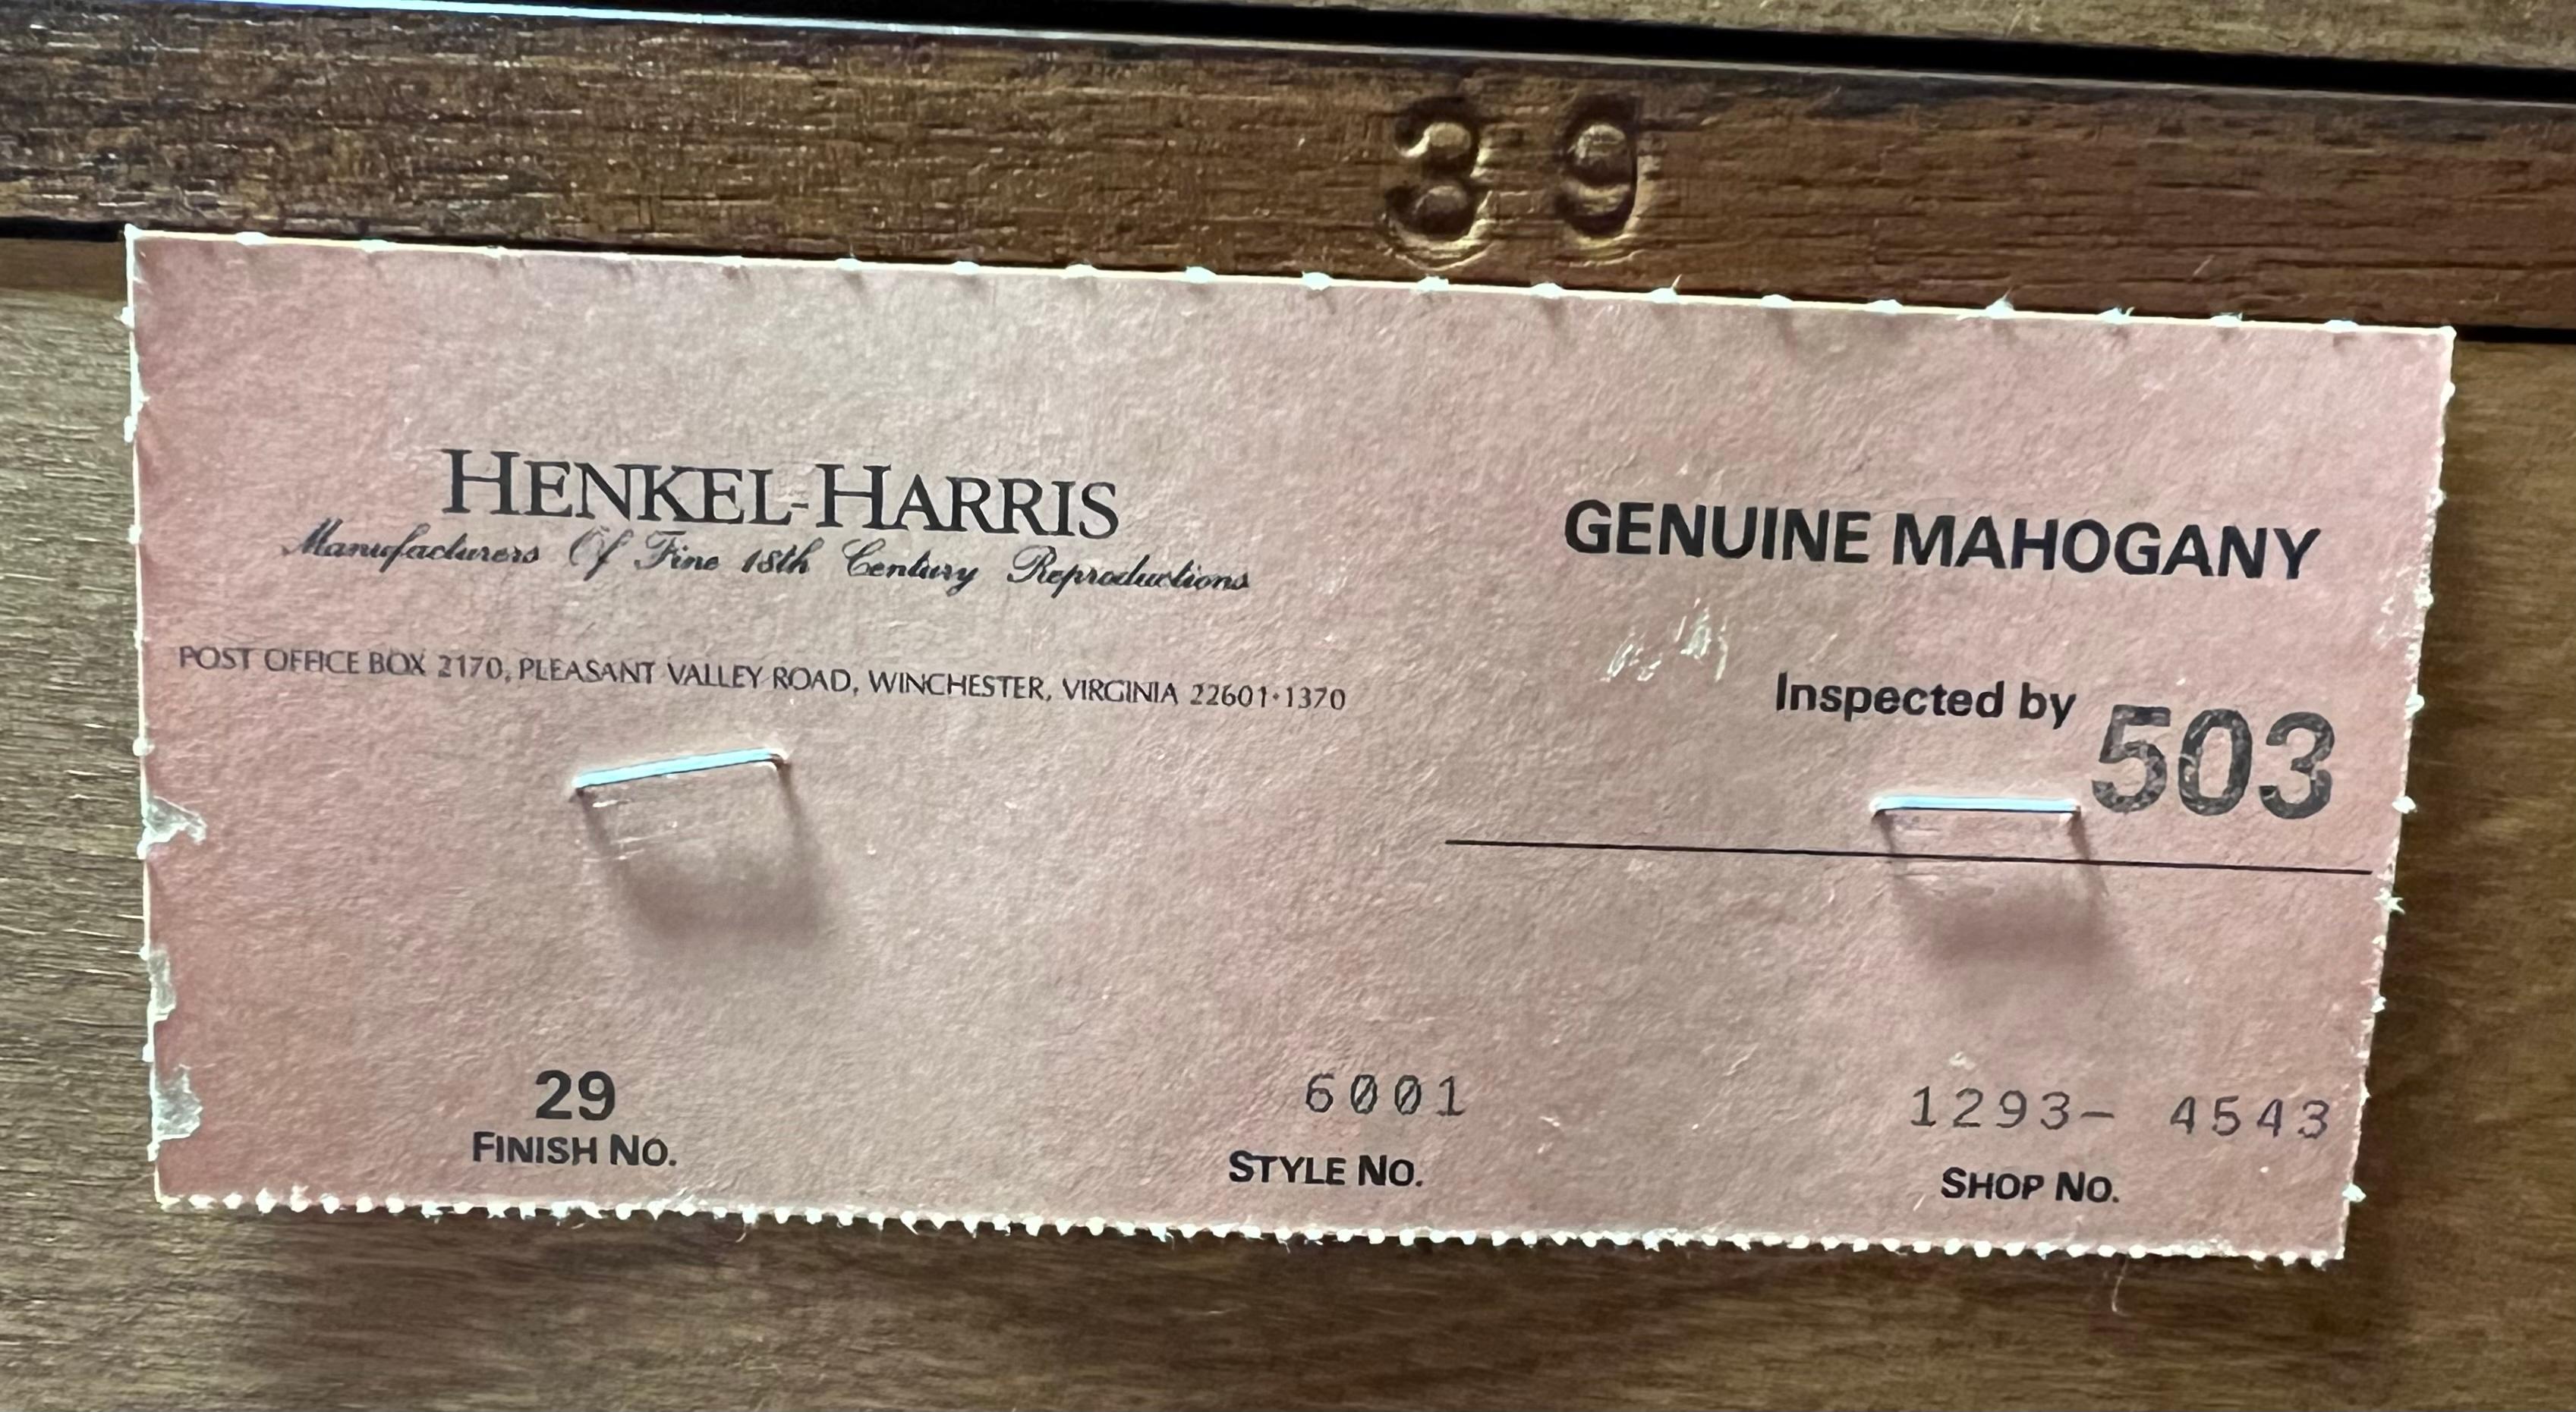 39
HENKEL-HARRIS
Manufacturers Of Fine 18th Century Reproductions
POST OFFICE BOX 2170, PLEASANT VALLEY ROAD, WINCHESTER, VIRGINIA 22601·1370
GENUINE MAHOGANY
Inspected by 503
29
FINISH NO.
6001
STYLE NO.
1293- 4543
SHOP NO.